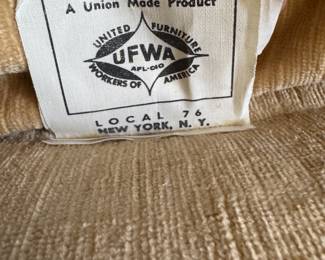 A Union Made Product
UNITED FURNITURE
UFWA
AFL-CIO
WORKERS OF AMERICA
LOCAL 76
NEW YORK, N. Y.